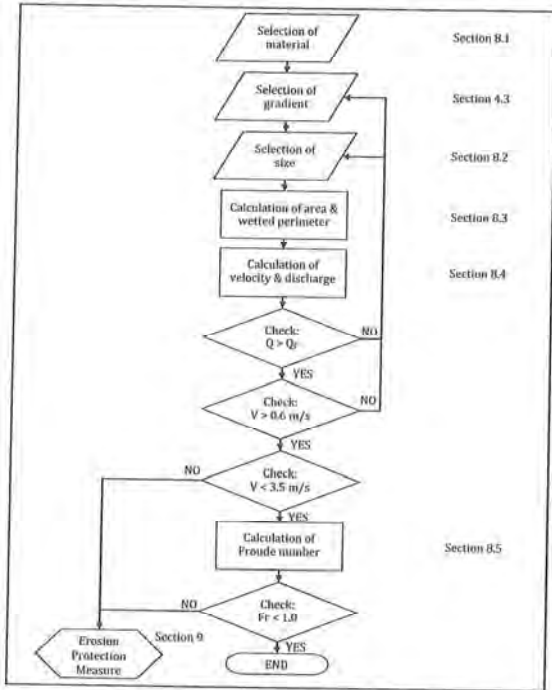 Selection of
material
Section 8.1
Selection of
gradient
Section 4.3
Selection of
size
Section 8.2
Calculation of area &
wetted perimeter
Section 8.3
Calculation of
velocity & discharge
Section 8.4
Check:
Q > Qr
NO
YES
Check:
V > 0.6 m/s
NO
YES
Check:
V < 3.5 m/s
NO
YES
Calculation of
Froude number
Section 8.5
Check:
Fr < 1.0
NO
YES
Section 9
Erosion
Protection
Measure
END